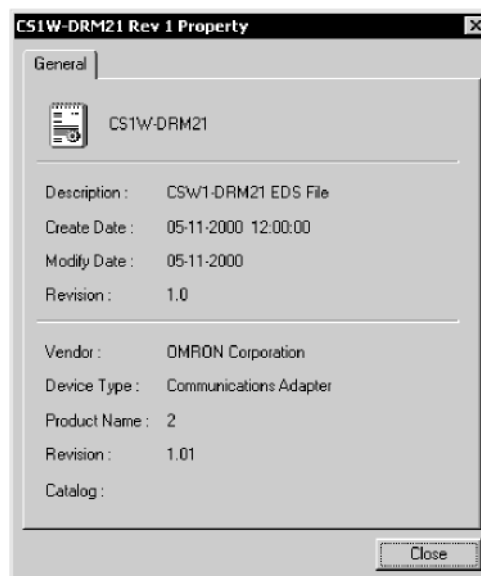 CS1W-DRM21 Rev 1 Property
General
CS1W-DRM21
Description : CSW1-DRM21 EDS File
Create Date : 05-11-2000 12:00:00
Modify Date : 05-11-2000
Revision : 1.0
Vendor : OMRON Corporation
Device Type : Communications Adapter
Product Name : 2
Revision : 1.01
Catalog :
Close